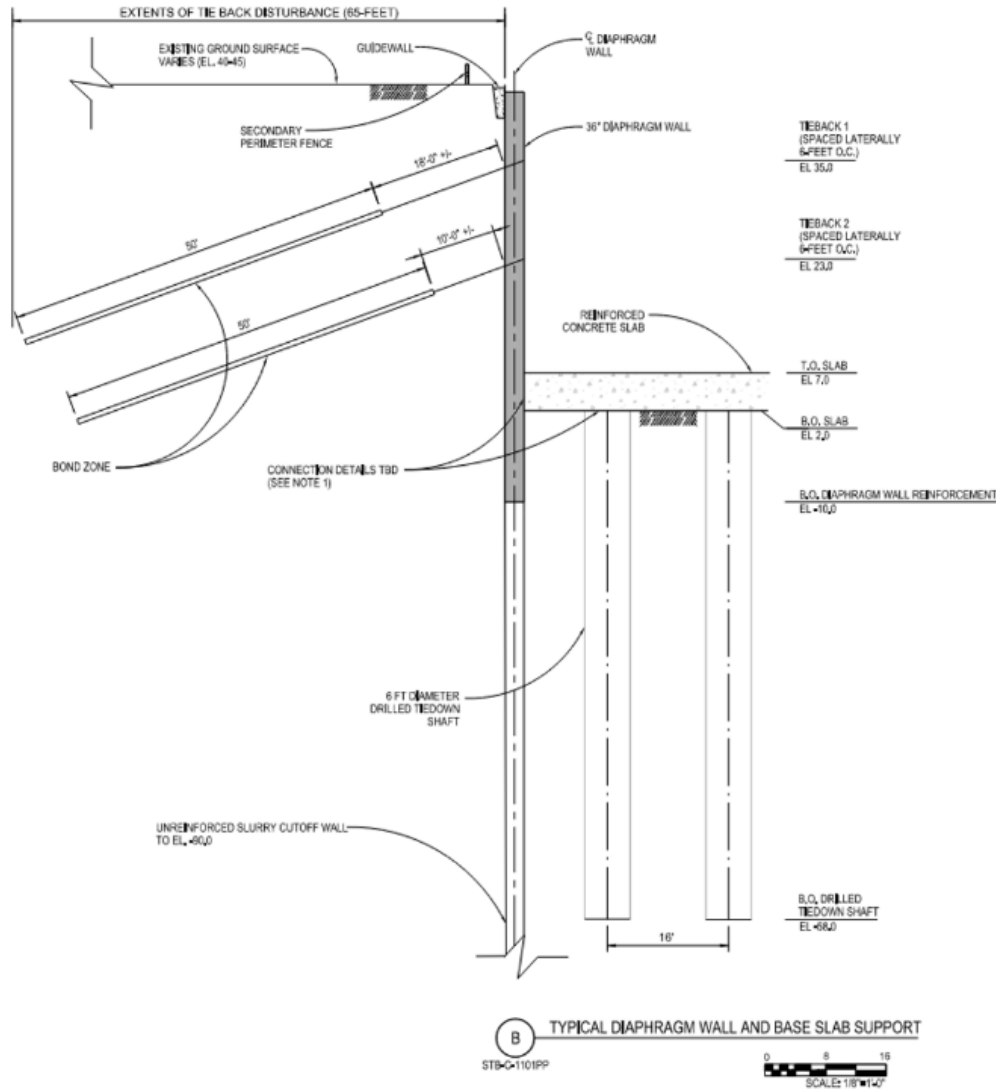 EXTENTS OF TIE BACK DISTURBANCE (65-FEET)
EXISTING GROUND SURFACE
VARIES (EL. 40-45)
GUIDEWALL
℄ DIAPHRAGM
WALL
SECONDARY
PERIMETER FENCE
36" DIAPHRAGM WALL
TIEBACK 1
(SPACED LATERALLY
6-FEET O.C.)
EL 35.0
18'-0" +/-
50'
TIEBACK 2
(SPACED LATERALLY
6-FEET O.C.)
EL 23.0
10'-0" +/-
50'
REINFORCED
CONCRETE SLAB
T.O. SLAB
EL 7.0
B.O. SLAB
EL 2.0
BOND ZONE
CONNECTION DETAILS TBD
(SEE NOTE 1)
B.O. DIAPHRAGM WALL REINFORCEMENT
EL -10.0
6 FT DIAMETER
DRILLED TIEDOWN
SHAFT
UNREINFORCED SLURRY CUTOFF WALL
TO EL. -90.0
B.O. DRILLED
TIEDOWN SHAFT
EL -68.0
16'
B
TYPICAL DIAPHRAGM WALL AND BASE SLAB SUPPORT
STB-C-1101PP
0 8 16
SCALE: 1/8"=1'-0"